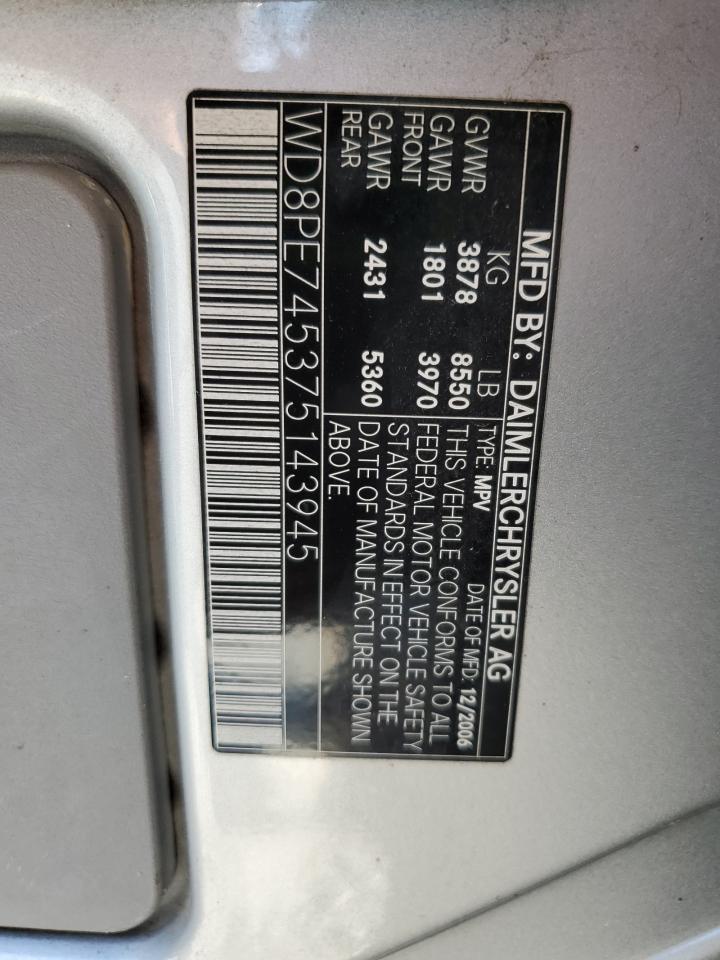 MFD BY: DAIMLERCHRYSLER AG
KG LB TYPE: MPV DATE OF MFD: 12/2006
GVWR 3878 8550 THIS VEHICLE CONFORMS TO ALL
GAWR 1801 3970 FEDERAL MOTOR VEHICLE SAFETY
FRONT STANDARDS IN EFFECT ON THE
GAWR 2431 5360 DATE OF MANUFACTURE SHOWN
REAR ABOVE.
WD8PE745375143945